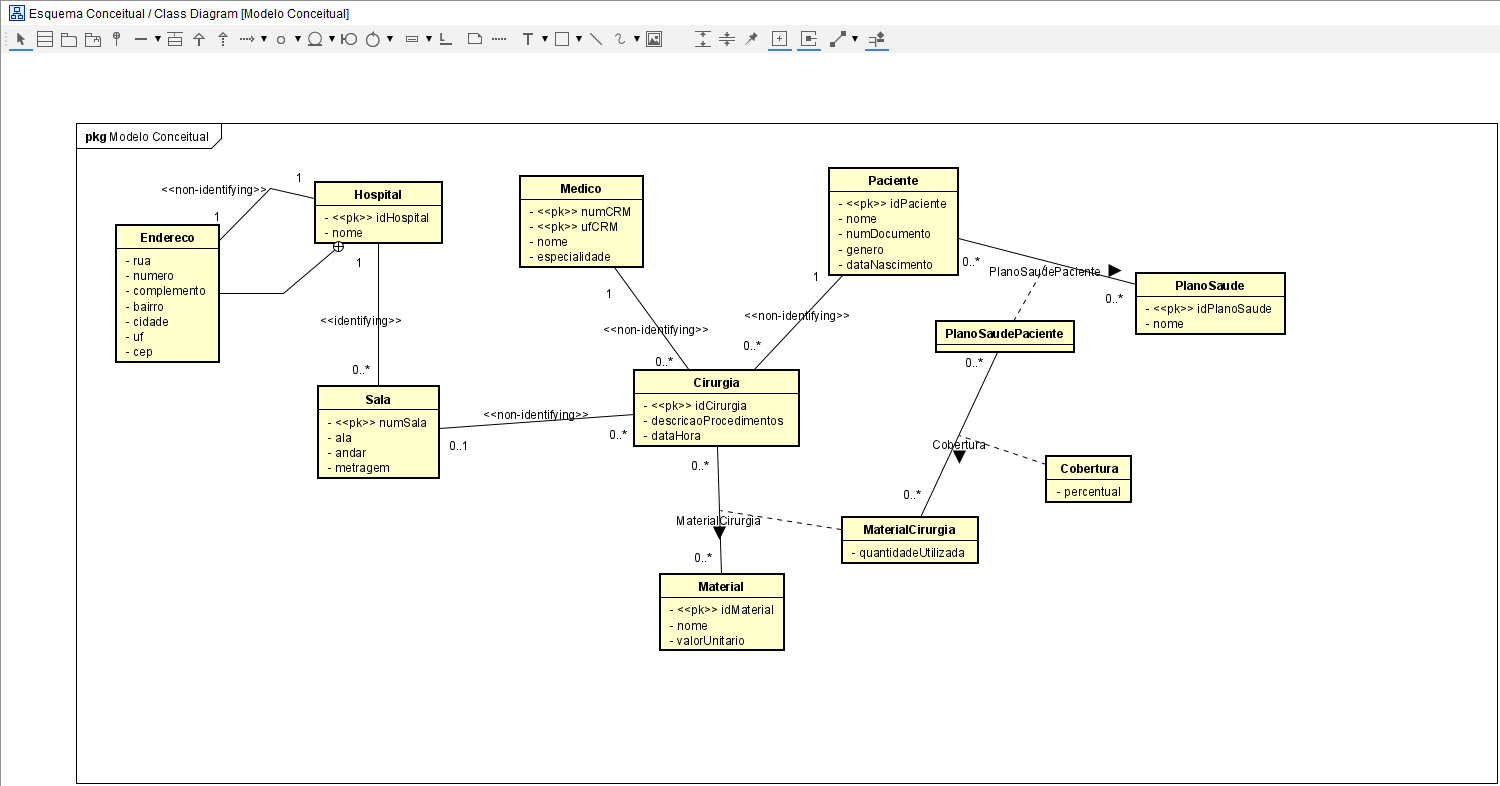 Esquema Conceitual / Class Diagram [Modelo Conceitual]
pkg Modelo Conceitual
<<non-identifying>>
1
1
Hospital
- <<pk>> idHospital
- nome
Endereco
- rua
- numero
- complemento
- bairro
- cidade
- uf
- cep
1
<<identifying>>
0..*
Sala
- <<pk>> numSala
- ala
- andar
- metragem
0..1
<<non-identifying>>
0..*
Medico
- <<pk>> numCRM
- <<pk>> ufCRM
- nome
- especialidade
1
<<non-identifying>>
0..*
Paciente
- <<pk>> idPaciente
- nome
- numDocumento
- genero
- dataNascimento
1
<<non-identifying>>
0..*
Cirurgia
- <<pk>> idCirurgia
- descricaoProcedimentos
- dataHora
0..*
MaterialCirurgia
0..*
Material
- <<pk>> idMaterial
- nome
- valorUnitario
0..*
PlanoSaudePaciente
0..*
PlanoSaude
- <<pk>> idPlanoSaude
- nome
PlanoSaudePaciente
0..*
Cobertura
0..*
Cobertura
- percentual
MaterialCirurgia
- quantidadeUtilizada